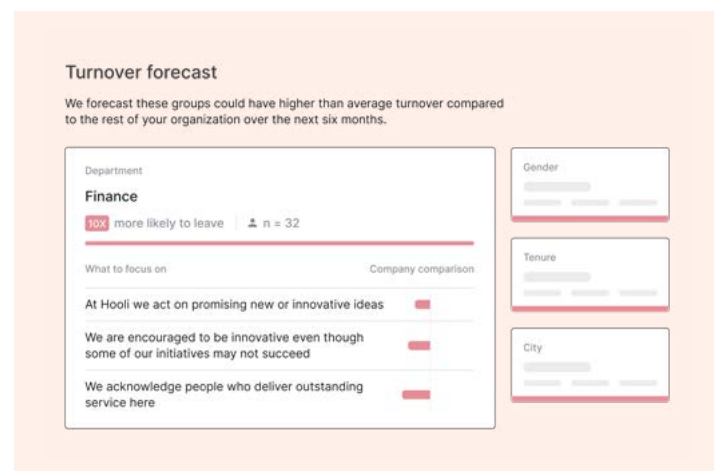 Turnover forecast
We forecast these groups could have higher than average turnover compared
to the rest of your organization over the next six months.
Department
Finance
10X more likely to leave n = 32
What to focus on Company comparison
At Hooli we act on promising new or innovative ideas
We are encouraged to be innovative even though
some of our initiatives may not succeed
We acknowledge people who deliver outstanding
service here
Gender
Tenure
City